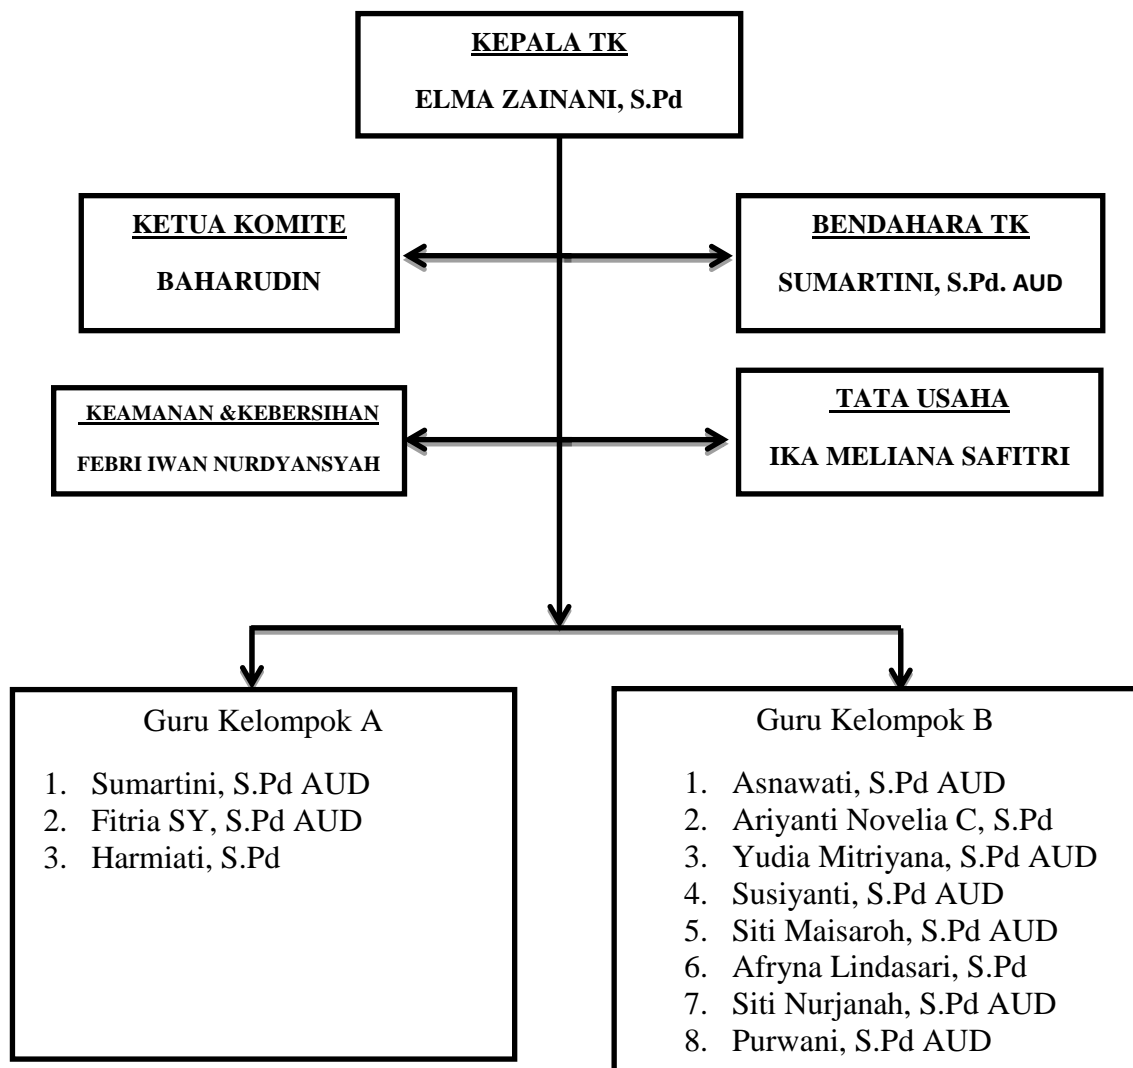 KEPALA TK
ELMA ZAINANI, S.Pd
KETUA KOMITE
BAHARUDIN
BENDAHARA TK
SUMARTINI, S.Pd. AUD
KEAMANAN &KEBERSIHAN
FEBRI IWAN NURDYANSYAH
TATA USAHA
IKA MELIANA SAFITRI
Guru Kelompok A
1. Sumartini, S.Pd AUD
2. Fitria SY, S.Pd AUD
3. Harmiati, S.Pd
Guru Kelompok B
1. Asnawati, S.Pd AUD
2. Ariyanti Novelia C, S.Pd
3. Yudia Mitriyana, S.Pd AUD
4. Susiyanti, S.Pd AUD
5. Siti Maisaroh, S.Pd AUD
6. Afryna Lindasari, S.Pd
7. Siti Nurjanah, S.Pd AUD
8. Purwani, S.Pd AUD